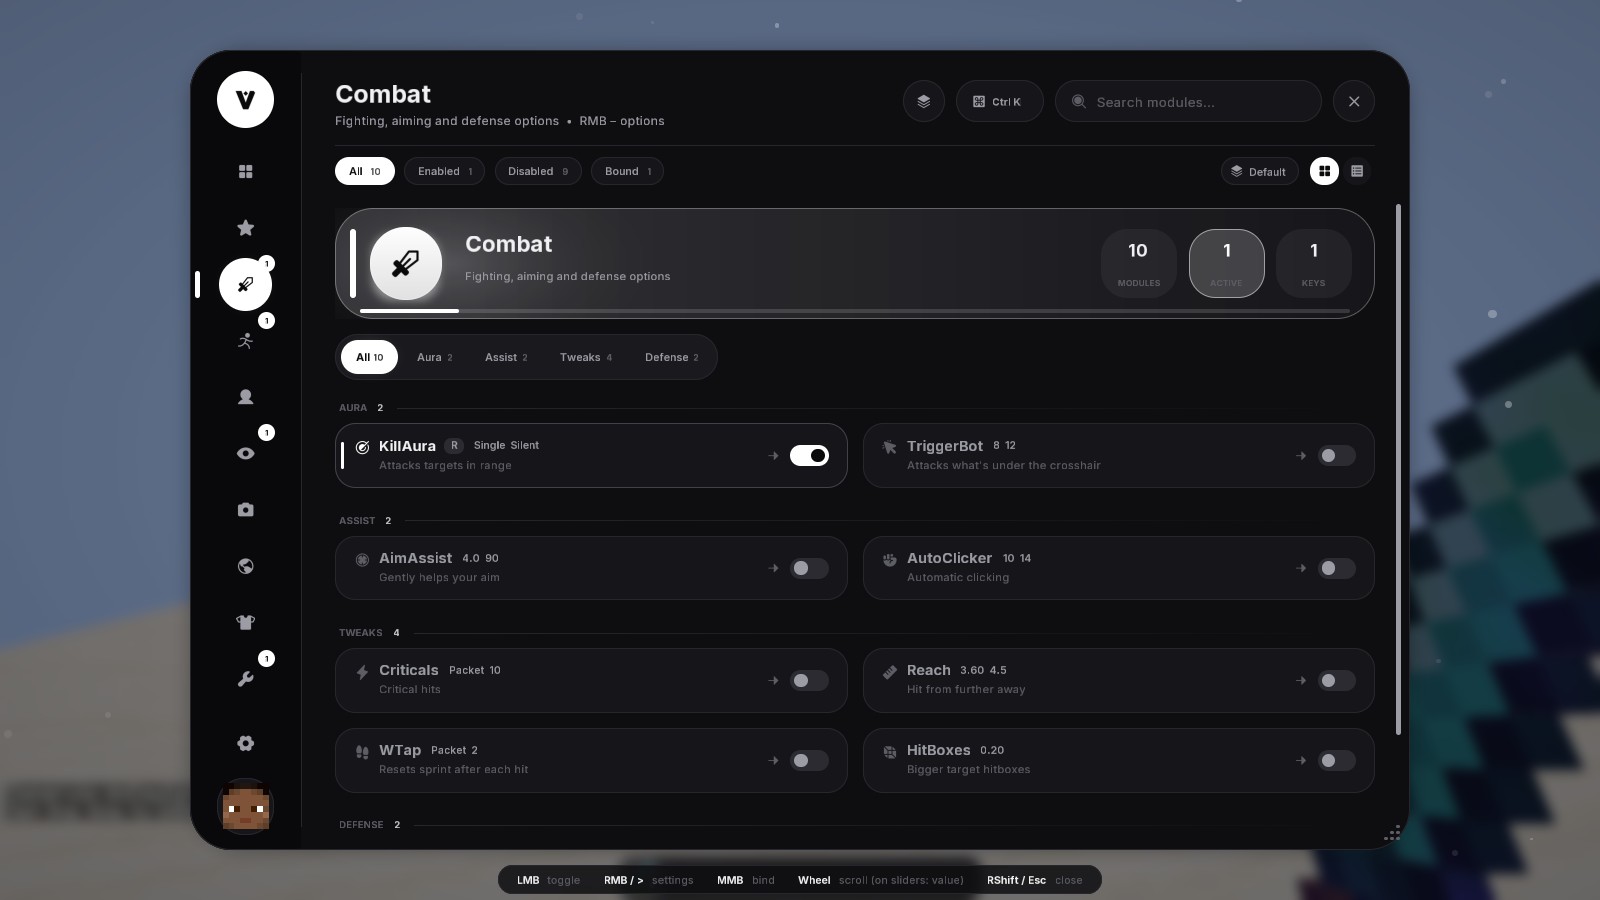 Combat
Fighting, aiming and defense options • RMB – options
Ctrl K
Search modules...
All 10
Enabled 1
Disabled 9
Bound 1
Default
Combat
Fighting, aiming and defense options
10
MODULES
1
ACTIVE
1
KEYS
All 10
Aura 2
Assist 2
Tweaks 4
Defense 2
1
1
1
1
AURA 2
KillAura R Single Silent
Attacks targets in range
TriggerBot 8 12
Attacks what's under the crosshair
ASSIST 2
AimAssist 4.0 90
Gently helps your aim
AutoClicker 10 14
Automatic clicking
TWEAKS 4
Criticals Packet 10
Critical hits
Reach 3.60 4.5
Hit from further away
WTap Packet 2
Resets sprint after each hit
HitBoxes 0.20
Bigger target hitboxes
DEFENSE 2
LMB toggle RMB / > settings MMB bind Wheel scroll (on sliders: value) RShift / Esc close